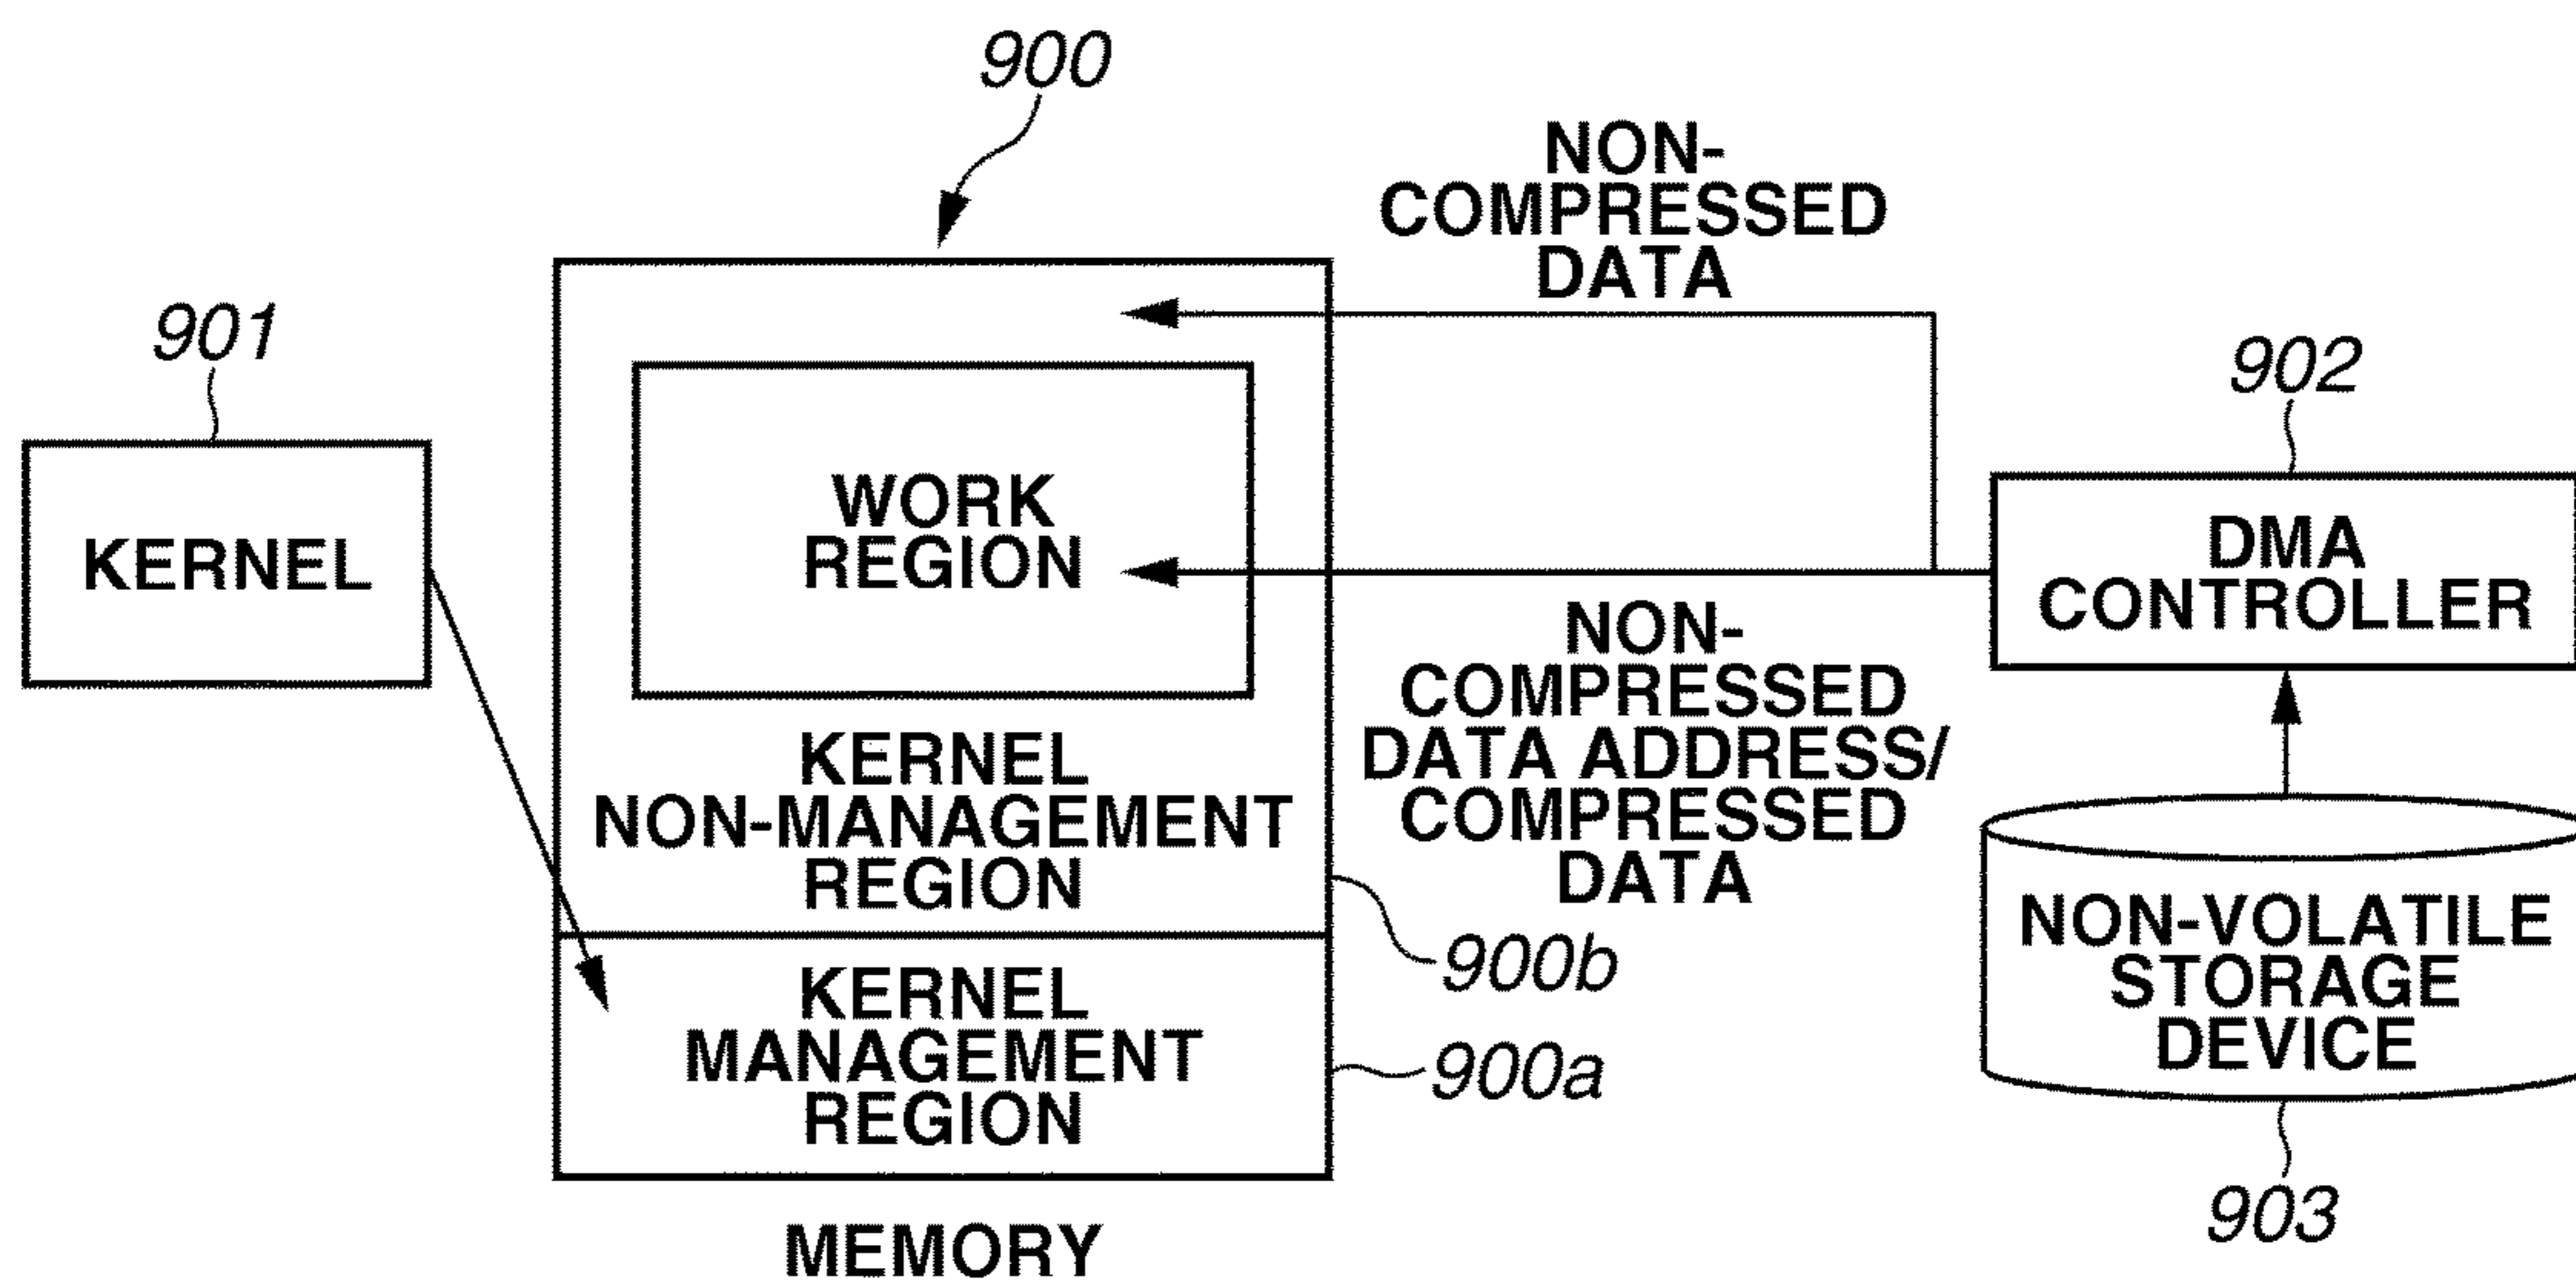 900
NON-
COMPRESSED
DATA
901
902
KERNEL
WORK
REGION
DMA
CONTROLLER
NON-
COMPRESSED
DATA ADDRESS/
COMPRESSED
DATA
KERNEL
NON-MANAGEMENT
REGION
900b
NON-VOLATILE
STORAGE
DEVICE
KERNEL
MANAGEMENT
REGION
900a
903
MEMORY